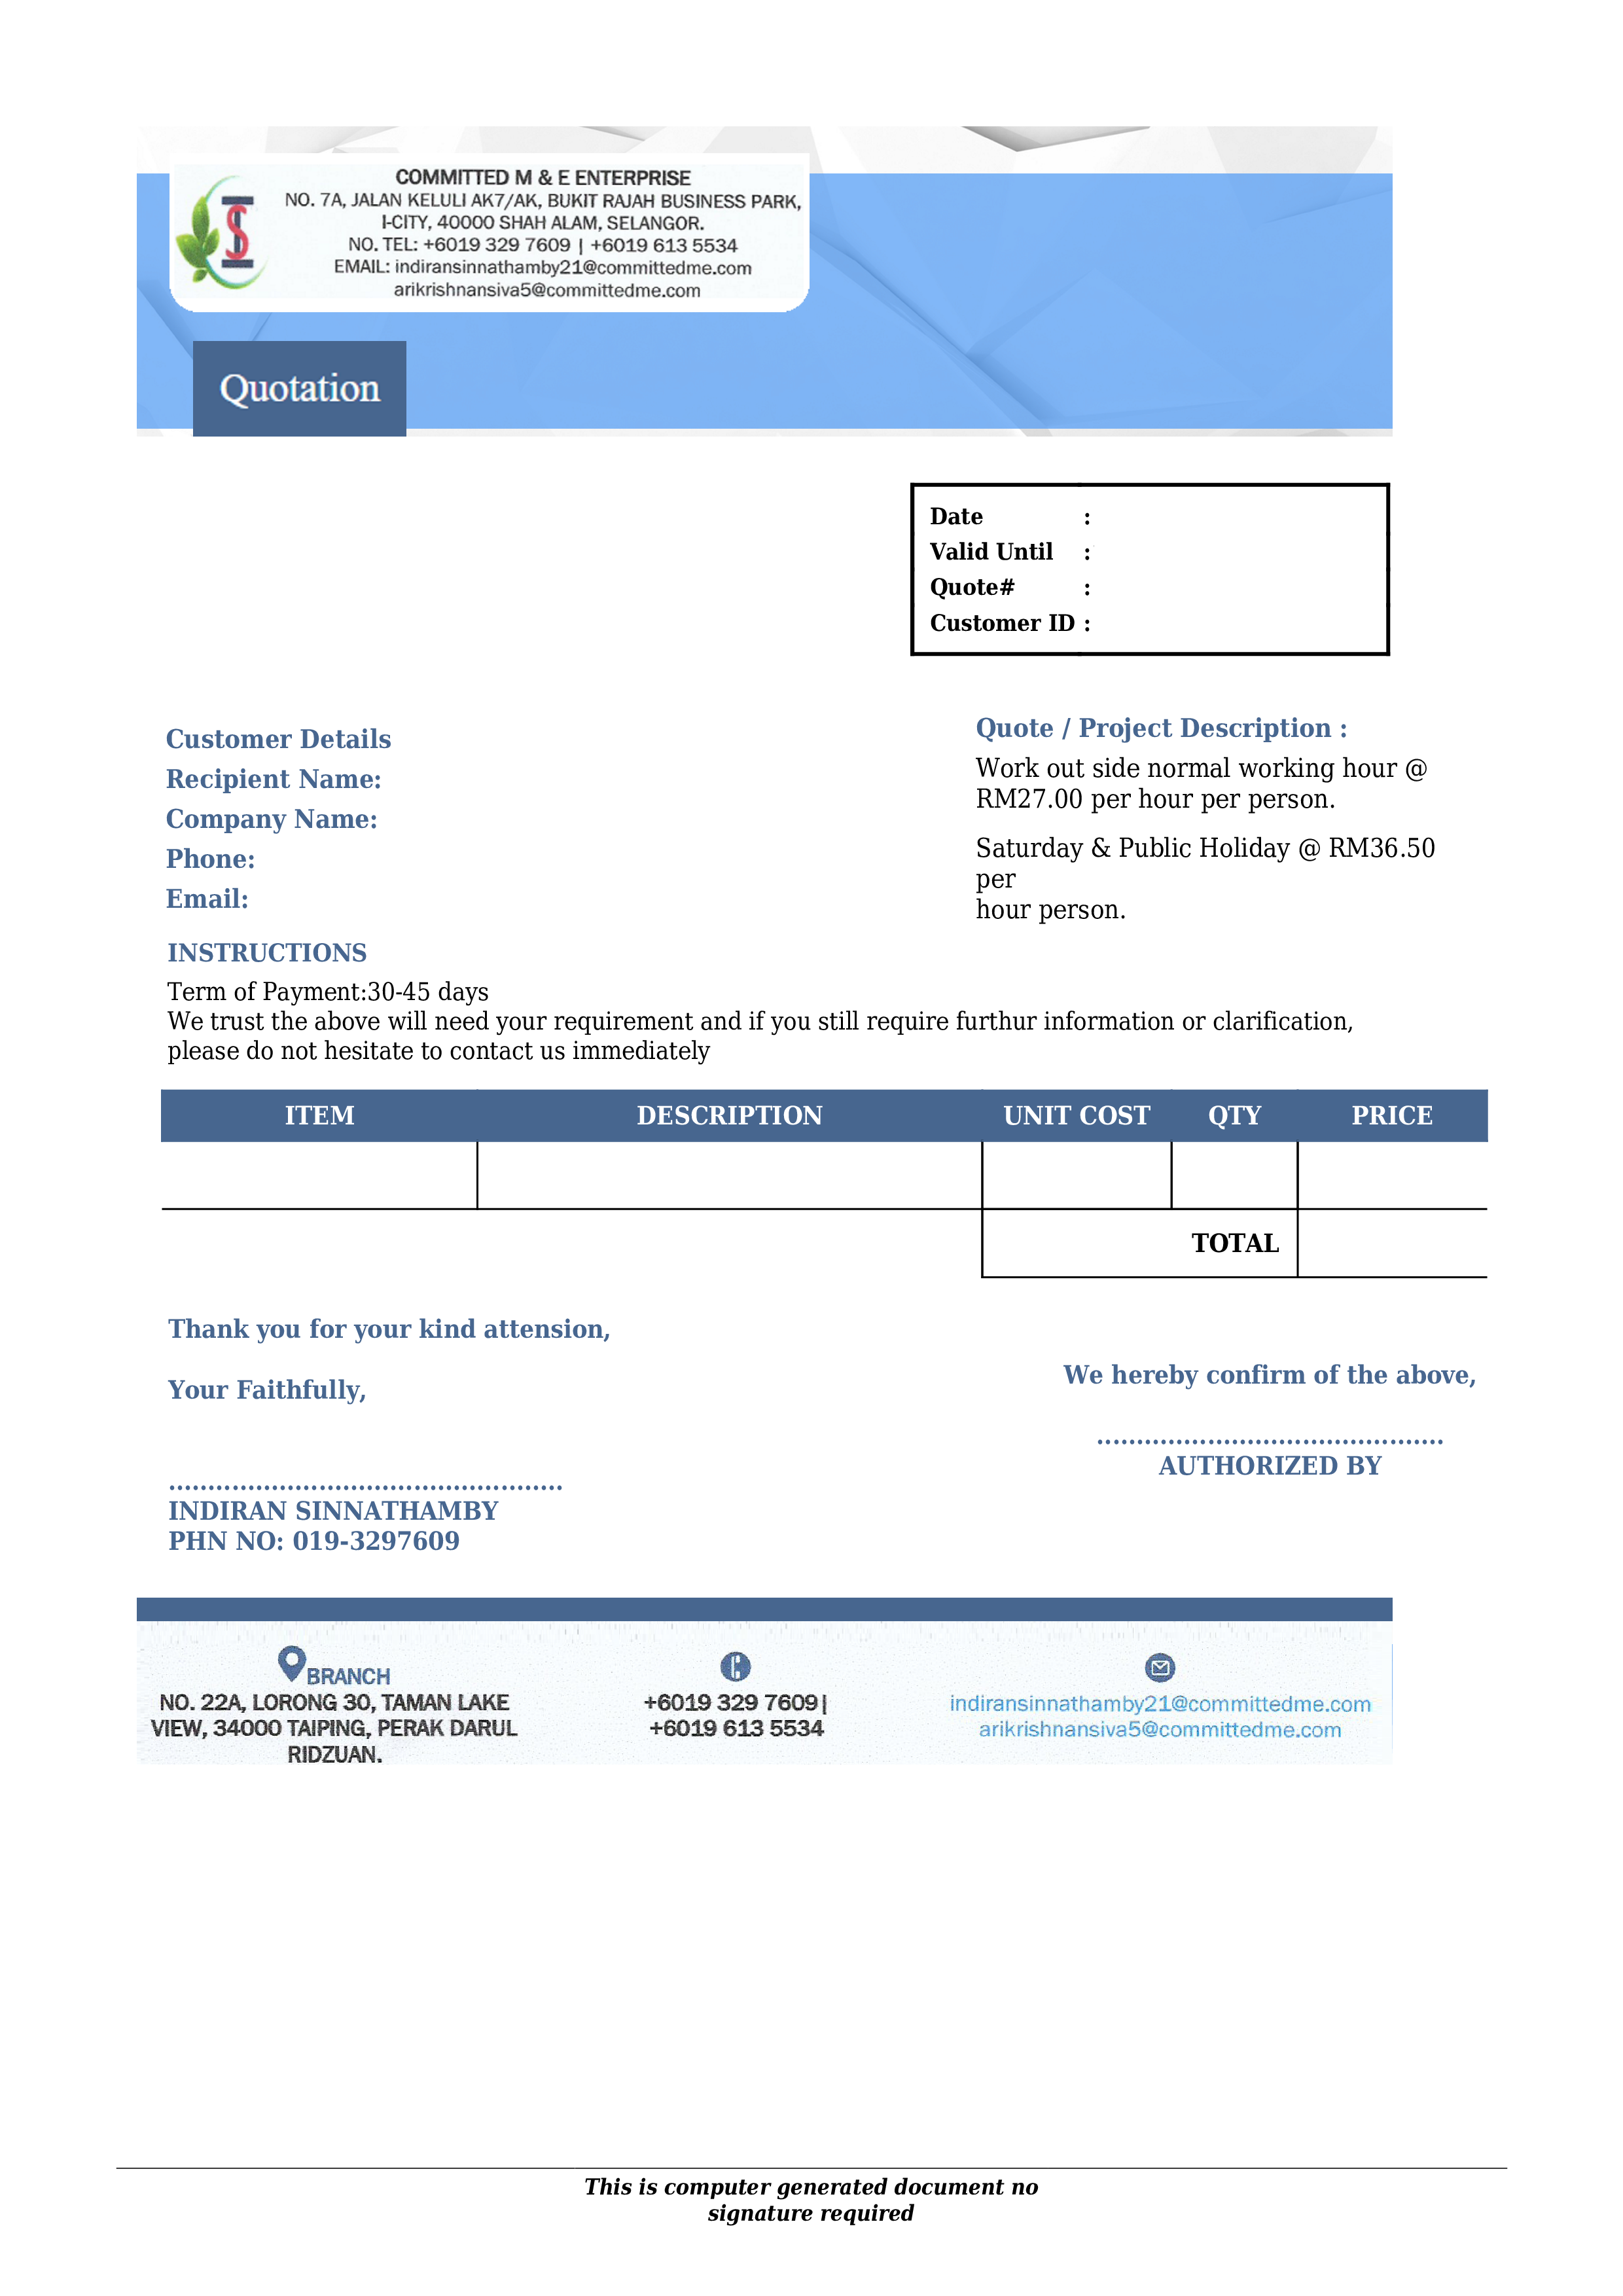 COMMITTED M & E ENTERPRISE
NO. 7A, JALAN KELULI AK7/AK, BUKIT RAJAH BUSINESS PARK,
I-CITY, 40000 SHAH ALAM, SELANGOR.
NO. TEL: +6019 329 7609 | +6019 613 5534
EMAIL: indiransinnathamby21@committedme.com
arikrishnansiva5@committedme.com
Quotation
Date :
Valid Until :
Quote# :
Customer ID :
Customer Details
Recipient Name:
Company Name:
Phone:
Email:
Quote / Project Description :
Work out side normal working hour @
RM27.00 per hour per person.
Saturday & Public Holiday @ RM36.50
per
hour person.
INSTRUCTIONS
Term of Payment:30-45 days
We trust the above will need your requirement and if you still require furthur information or clarification,
please do not hesitate to contact us immediately
ITEM DESCRIPTION UNIT COST QTY PRICE
TOTAL
Thank you for your kind attension,
Your Faithfully,
..................................................
INDIRAN SINNATHAMBY
PHN NO: 019-3297609
We hereby confirm of the above,
............................................
AUTHORIZED BY
BRANCH
NO. 22A, LORONG 30, TAMAN LAKE
VIEW, 34000 TAIPING, PERAK DARUL
RIDZUAN.
+6019 329 7609|
+6019 613 5534
indiransinnathamby21@committedme.com
arikrishnansiva5@committedme.com
This is computer generated document no
signature required